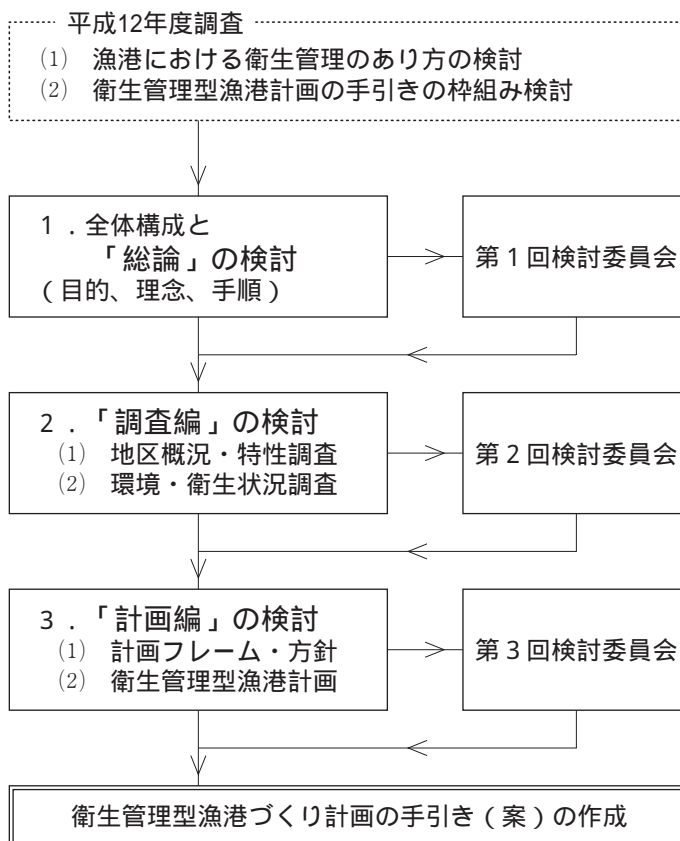 平成12年度調査
⑴ 漁港における衛生管理のあり方の検討
⑵ 衛生管理型漁港計画の手引きの枠組み検討
1．全体構成と
「総論」の検討
（目的、理念、手順）
第1回検討委員会
2．「調査編」の検討
⑴ 地区概況・特性調査
⑵ 環境・衛生状況調査
第2回検討委員会
3．「計画編」の検討
⑴ 計画フレーム・方針
⑵ 衛生管理型漁港計画
第3回検討委員会
衛生管理型漁港づくり計画の手引き（案）の作成